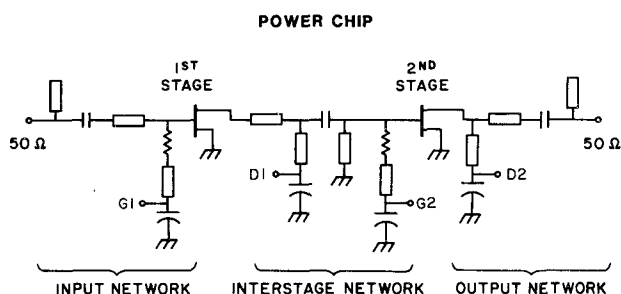 POWER CHIP
1ST
STAGE
2ND
STAGE
50 Ω
50 Ω
G1
D1
G2
D2
INPUT NETWORK
INTERSTAGE NETWORK
OUTPUT NETWORK